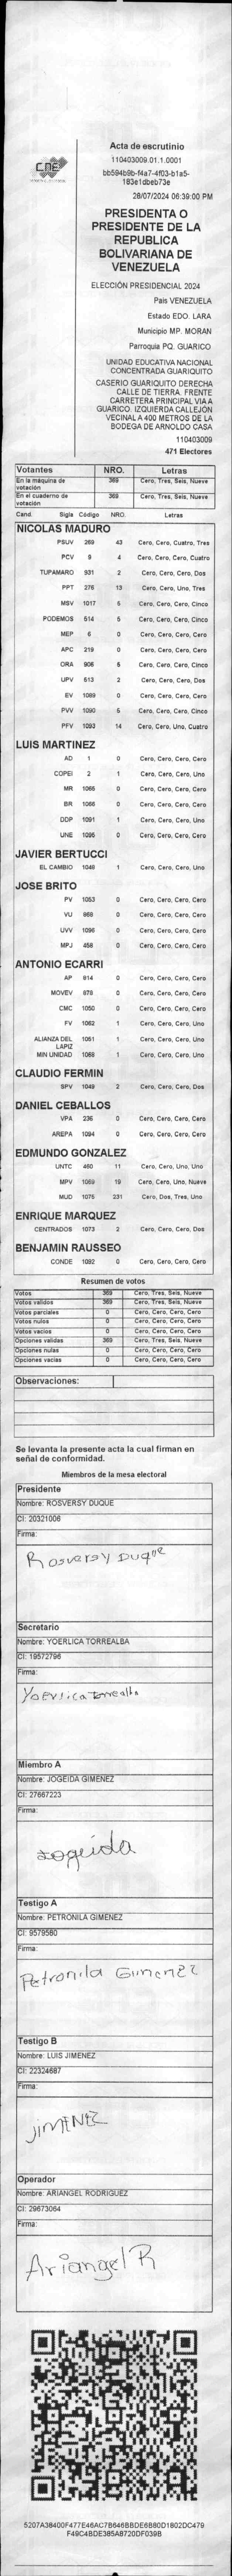 CNE
Acta de escrutinio
110403009.01.1.0001
bb594b9b-f4a7-4f03-b1a5-
183e1dbeb73e
28/07/2024 06:39:00 PM
PRESIDENTA O
PRESIDENTE DE LA
REPUBLICA
BOLIVARIANA DE
VENEZUELA
ELECCIÓN PRESIDENCIAL 2024
Pais VENEZUELA
Estado EDO. LARA
Municipio MP. MORAN
Parroquia PQ. GUARICO
UNIDAD EDUCATIVA NACIONAL
CONCENTRADA GUARIQUITO
CASERIO GUARIQUITO DERECHA
CALLE DE TIERRA. FRENTE
CARRETERA PRINCIPAL VIA A
GUARICO. IZQUIERDA CALLEJÓN
VECINAL A 400 METROS DE LA
BODEGA DE ARNOLDO CASA
110403009
471 Electores
Votantes NRO. Letras
En la máquina de votación 369 Cero, Tres, Seis, Nueve
En el cuaderno de votación 369 Cero, Tres, Seis, Nueve
Cand. Sigla Código NRO. Letras
NICOLAS MADURO
PSUV 269 43 Cero, Cero, Cuatro, Tres
PCV 9 4 Cero, Cero, Cero, Cuatro
TUPAMARO 931 2 Cero, Cero, Cero, Dos
PPT 276 13 Cero, Cero, Uno, Tres
MSV 1017 5 Cero, Cero, Cero, Cinco
PODEMOS 514 5 Cero, Cero, Cero, Cinco
MEP 6 0 Cero, Cero, Cero, Cero
APC 219 0 Cero, Cero, Cero, Cero
ORA 906 5 Cero, Cero, Cero, Cinco
UPV 613 2 Cero, Cero, Cero, Dos
EV 1089 0 Cero, Cero, Cero, Cero
PVV 1090 5 Cero, Cero, Cero, Cinco
PFV 1093 14 Cero, Cero, Uno, Cuatro
LUIS MARTINEZ
AD 1 0 Cero, Cero, Cero, Cero
COPEI 2 1 Cero, Cero, Cero, Uno
MR 1065 0 Cero, Cero, Cero, Cero
BR 1066 0 Cero, Cero, Cero, Cero
DDP 1091 1 Cero, Cero, Cero, Uno
UNE 1095 0 Cero, Cero, Cero, Cero
JAVIER BERTUCCI
EL CAMBIO 1046 1 Cero, Cero, Cero, Uno
JOSE BRITO
PV 1053 0 Cero, Cero, Cero, Cero
VU 968 0 Cero, Cero, Cero, Cero
UVV 1096 0 Cero, Cero, Cero, Cero
MPJ 458 0 Cero, Cero, Cero, Cero
ANTONIO ECARRI
AP 914 0 Cero, Cero, Cero, Cero
MOVEV 978 0 Cero, Cero, Cero, Cero
CMC 1050 0 Cero, Cero, Cero, Cero
FV 1062 1 Cero, Cero, Cero, Uno
ALIANZA DEL LAPIZ 1061 1 Cero, Cero, Cero, Uno
MIN UNIDAD 1068 1 Cero, Cero, Cero, Uno
CLAUDIO FERMIN
SPV 1049 2 Cero, Cero, Cero, Dos
DANIEL CEBALLOS
VPA 236 0 Cero, Cero, Cero, Cero
AREPA 1094 0 Cero, Cero, Cero, Cero
EDMUNDO GONZALEZ
UNTC 460 11 Cero, Cero, Uno, Uno
MPV 1069 19 Cero, Cero, Uno, Nueve
MUD 1075 231 Cero, Dos, Tres, Uno
ENRIQUE MARQUEZ
CENTRADOS 1073 2 Cero, Cero, Cero, Dos
BENJAMIN RAUSSEO
CONDE 1092 0 Cero, Cero, Cero, Cero
Resumen de votos
Votos 369 Cero, Tres, Seis, Nueve
Votos validos 369 Cero, Tres, Seis, Nueve
Votos parciales 0 Cero, Cero, Cero, Cero
Votos nulos 0 Cero, Cero, Cero, Cero
Votos vacios 0 Cero, Cero, Cero, Cero
Opciones validas 369 Cero, Tres, Seis, Nueve
Opciones nulas 0 Cero, Cero, Cero, Cero
Opciones vacias 0 Cero, Cero, Cero, Cero
Observaciones:
Se levanta la presente acta la cual firman en
señal de conformidad.
Miembros de la mesa electoral
Presidente
Nombre: ROSVERSY DUQUE
CI: 20321006
Firma:
Rosversy Duque
Secretario
Nombre: YOERLICA TORREALBA
CI: 19572796
Firma:
Yoerlica torrealba
Miembro A
Nombre: JOGEIDA GIMENEZ
CI: 27667223
Firma:
Jogeida
Testigo A
Nombre: PETRONILA GIMENEZ
CI: 9579560
Firma:
Petronila Gimenez
Testigo B
Nombre: LUIS JIMENEZ
CI: 22324687
Firma:
JIMENEZ
Operador
Nombre: ARIANGEL RODRIGUEZ
CI: 29673064
Firma:
Ariangel R
5207A38400F477E46AC7B646BBDE6B80D1802DC479
F49C4BDE385A8720DF039B